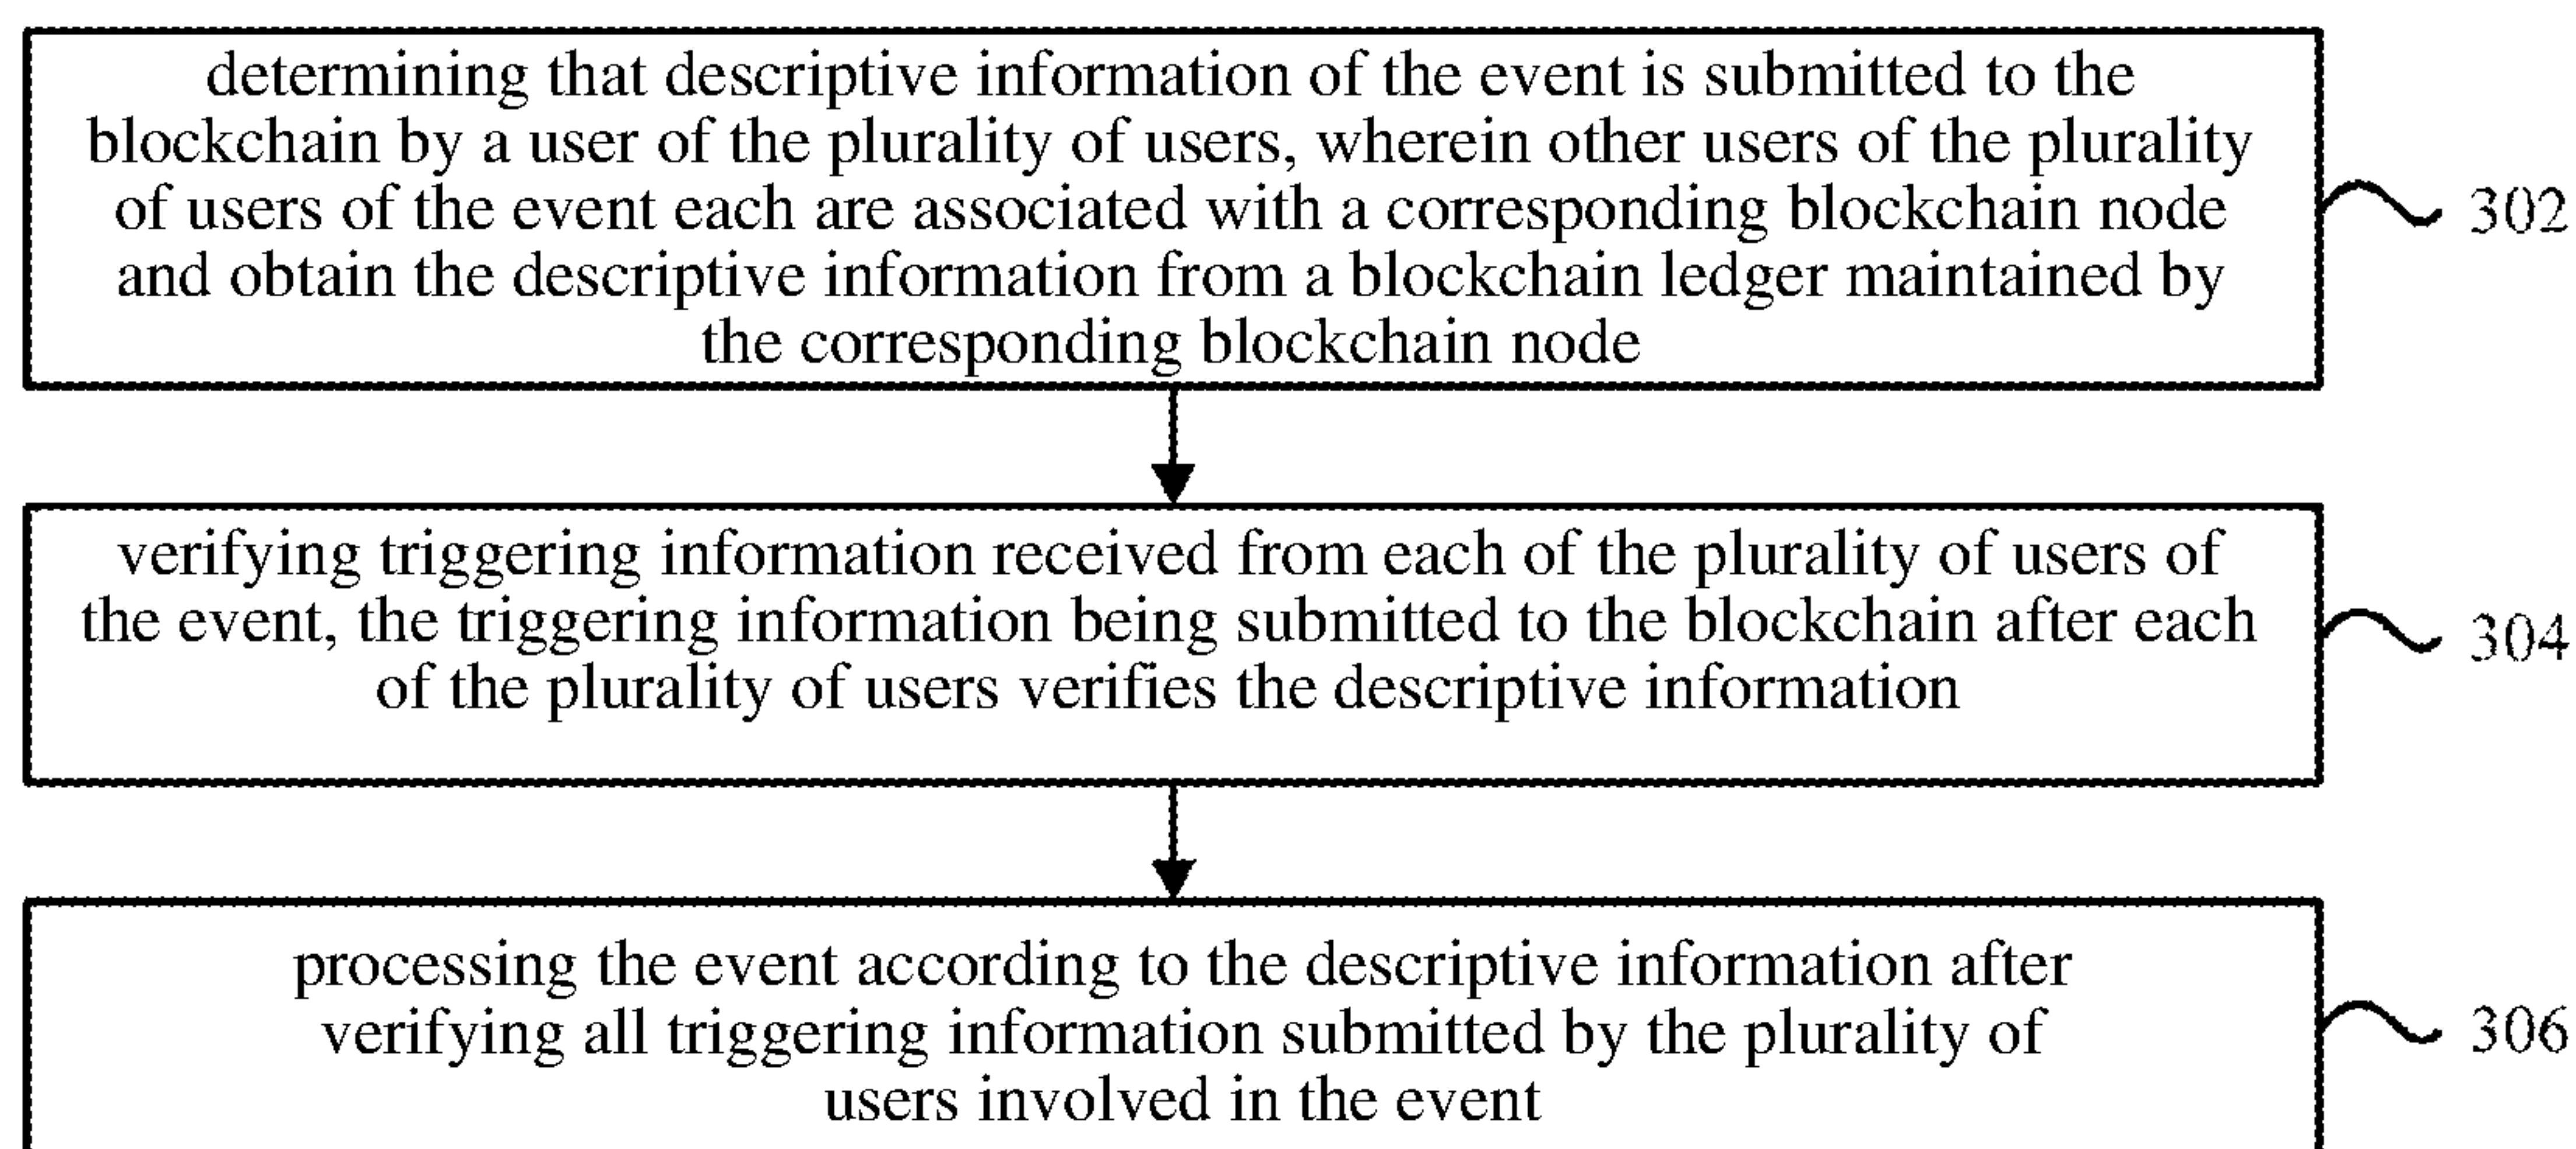 determining that descriptive information of the event is submitted to the
blockchain by a user of the plurality of users, wherein other users of the plurality
of users of the event each are associated with a corresponding blockchain node
and obtain the descriptive information from a blockchain ledger maintained by
the corresponding blockchain node
302
verifying triggering information received from each of the plurality of users of
the event, the triggering information being submitted to the blockchain after each
of the plurality of users verifies the descriptive information
304
processing the event according to the descriptive information after
verifying all triggering information submitted by the plurality of
users involved in the event
306